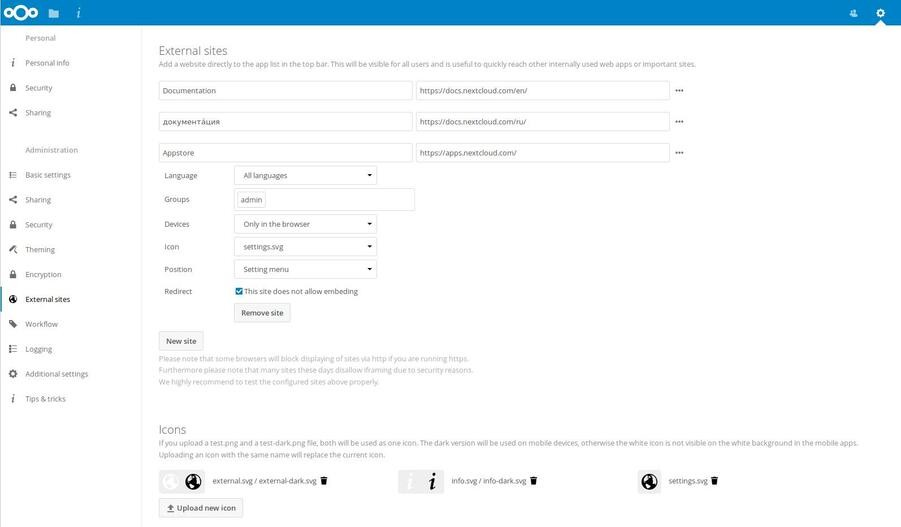 Personal
Personal info
Security
Sharing
Administration
Basic settings
Sharing
Security
Theming
Encryption
External sites
Workflow
Logging
Additional settings
Tips & tricks
External sites
Add a website directly to the app list in the top bar. This will be visible for all users and is useful to quickly reach other internally used web apps or important sites.
Documentation https://docs.nextcloud.com/en/
документа́ция https://docs.nextcloud.com/ru/
Appstore https://apps.nextcloud.com/
Language All languages
Groups admin
Devices Only in the browser
Icon settings.svg
Position Setting menu
Redirect This site does not allow embeding
Remove site
New site
Please note that some browsers will block displaying of sites via http if you are running https.
Furthermore please note that many sites these days disallow iframing due to security reasons.
We highly recommend to test the configured sites above properly.
Icons
If you upload a test.png and a test-dark.png file, both will be used as one icon. The dark version will be used on mobile devices, otherwise the white icon is not visible on the white background in the mobile apps.
Uploading an icon with the same name will replace the current icon.
external.svg / external-dark.svg info.svg / info-dark.svg settings.svg
Upload new icon